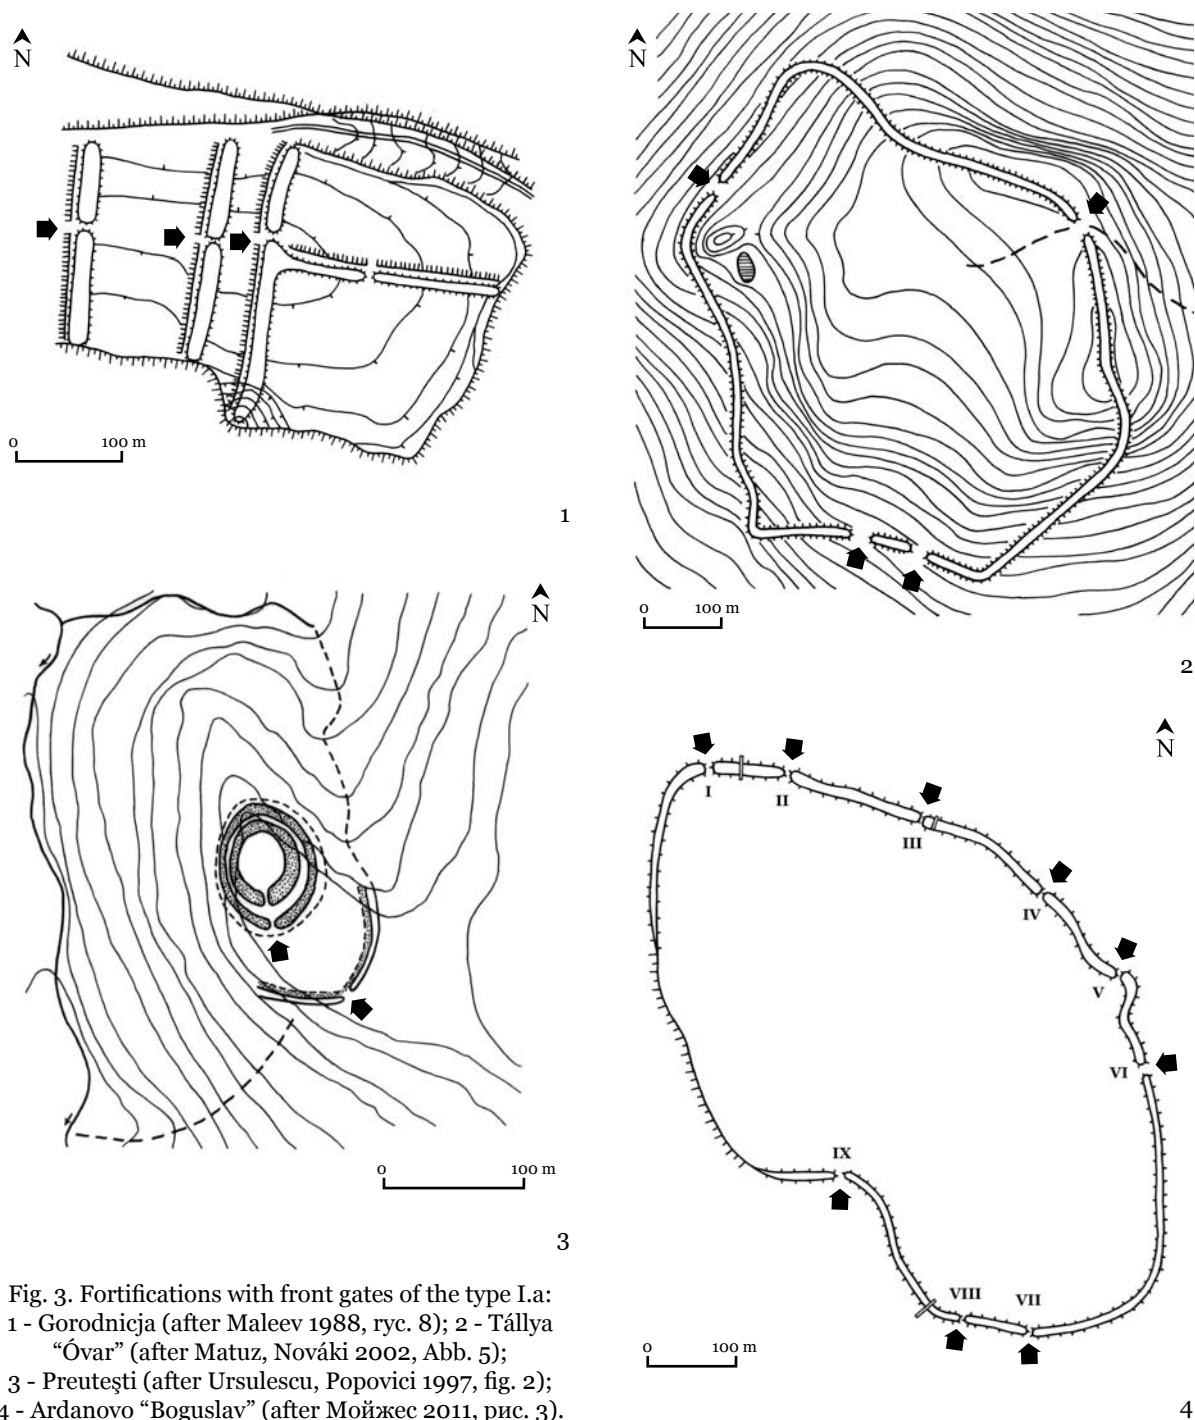 N
0 100 m
1
N
0 100 m
2
N
0 100 m
3
N
I
II
III
IV
V
VI
IX
VIII VII
0 100 m
4
Fig. 3. Fortifications with front gates of the type I.a:
1 - Gorodnicja (after Maleev 1988, ryc. 8); 2 - Tállya
“Óvar” (after Matuz, Nováki 2002, Abb. 5);
3 - Preuteşti (after Ursulescu, Popovici 1997, fig. 2);
4 - Ardanovo “Boguslav” (after Мойжес 2011, рис. 3).